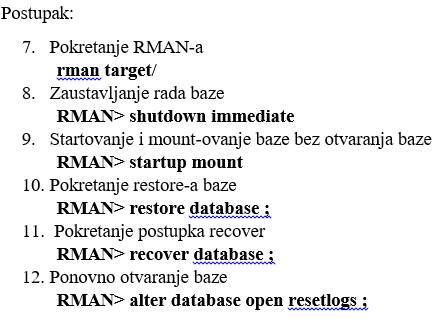 Postupak:
7. Pokretanje RMAN-a
rman target/
8. Zaustavljanje rada baze
RMAN> shutdown immediate
9. Startovanje i mount-ovanje baze bez otvaranja baze
RMAN> startup mount
10. Pokretanje restore-a baze
RMAN> restore database ;
11. Pokretanje postupka recover
RMAN> recover database ;
12. Ponovno otvaranje baze
RMAN> alter database open resetlogs ;